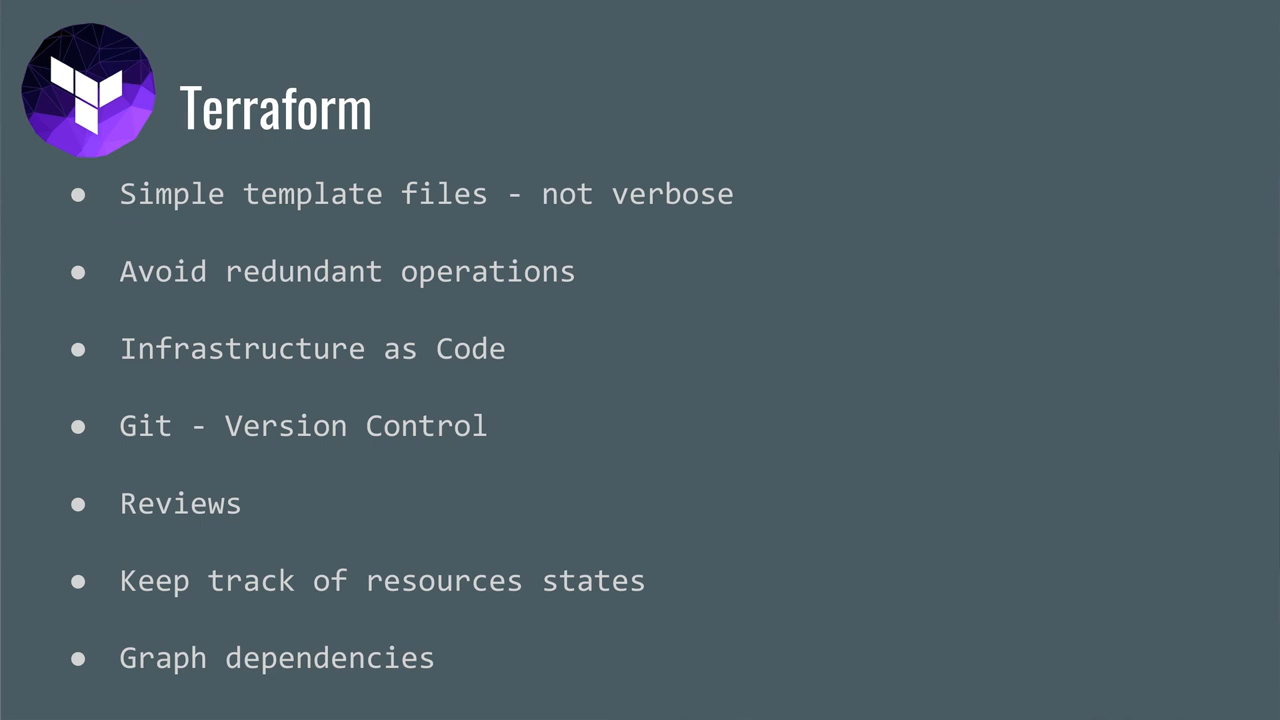 Terraform
● Simple template files - not verbose
● Avoid redundant operations
● Infrastructure as Code
● Git - Version Control
● Reviews
● Keep track of resources states
● Graph dependencies